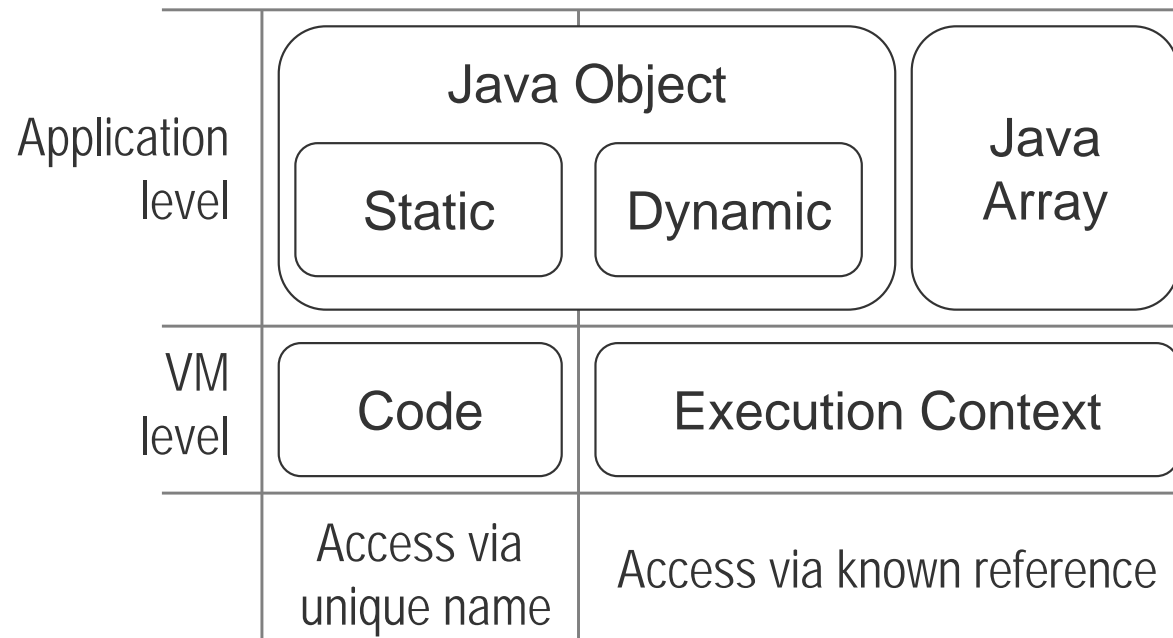 Java Object
Application
level
Static
Dynamic
Java
Array
VM
level
Code
Execution Context
Access via
unique name
Access via known reference